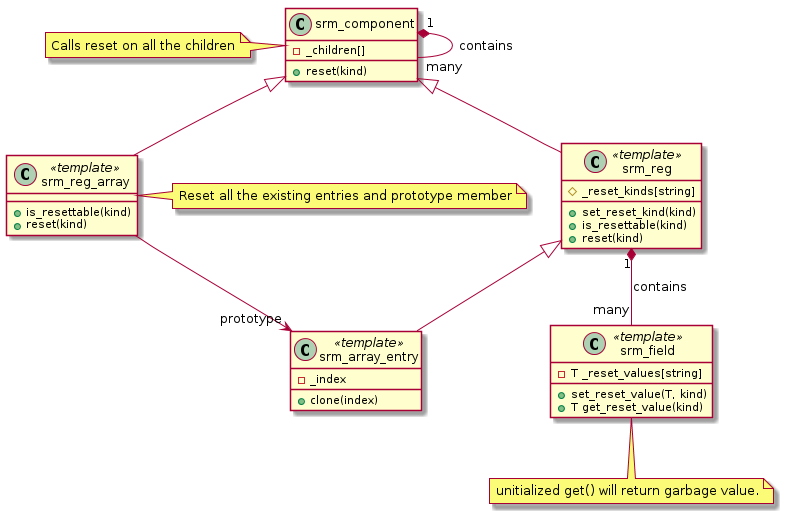 C srm_component
1
Calls reset on all the children
_children[]
contains
reset(kind)
many
«template»
C srm_reg_array
is_resettable(kind)
reset(kind)
Reset all the existing entries and prototype member
«template»
C srm_reg
_reset_kinds[string]
set_reset_kind(kind)
is_resettable(kind)
reset(kind)
1
contains
many
prototype
«template»
C srm_array_entry
_index
clone(index)
«template»
C srm_field
T _reset_values[string]
set_reset_value(T, kind)
T get_reset_value(kind)
unitialized get() will return garbage value.